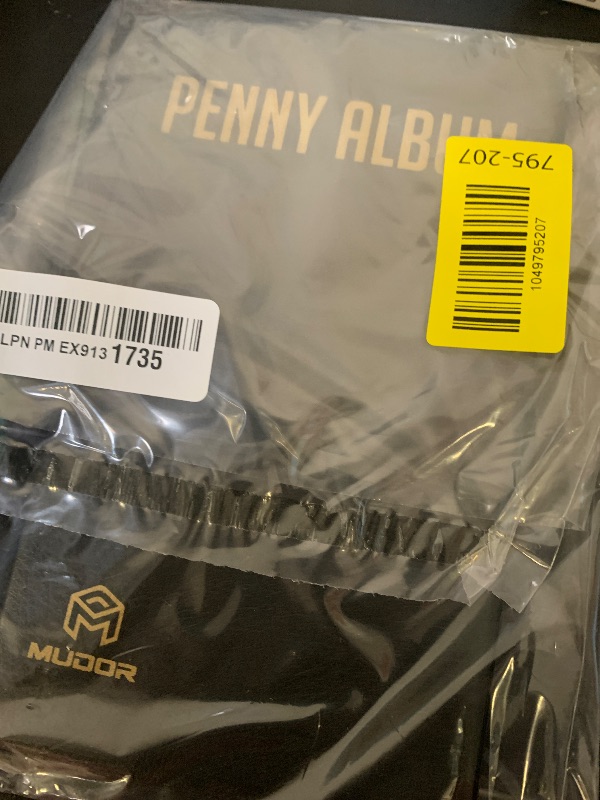 PENNY ALBUM
795-207
1049795207
LPN PM EX913 1735
MUDOR